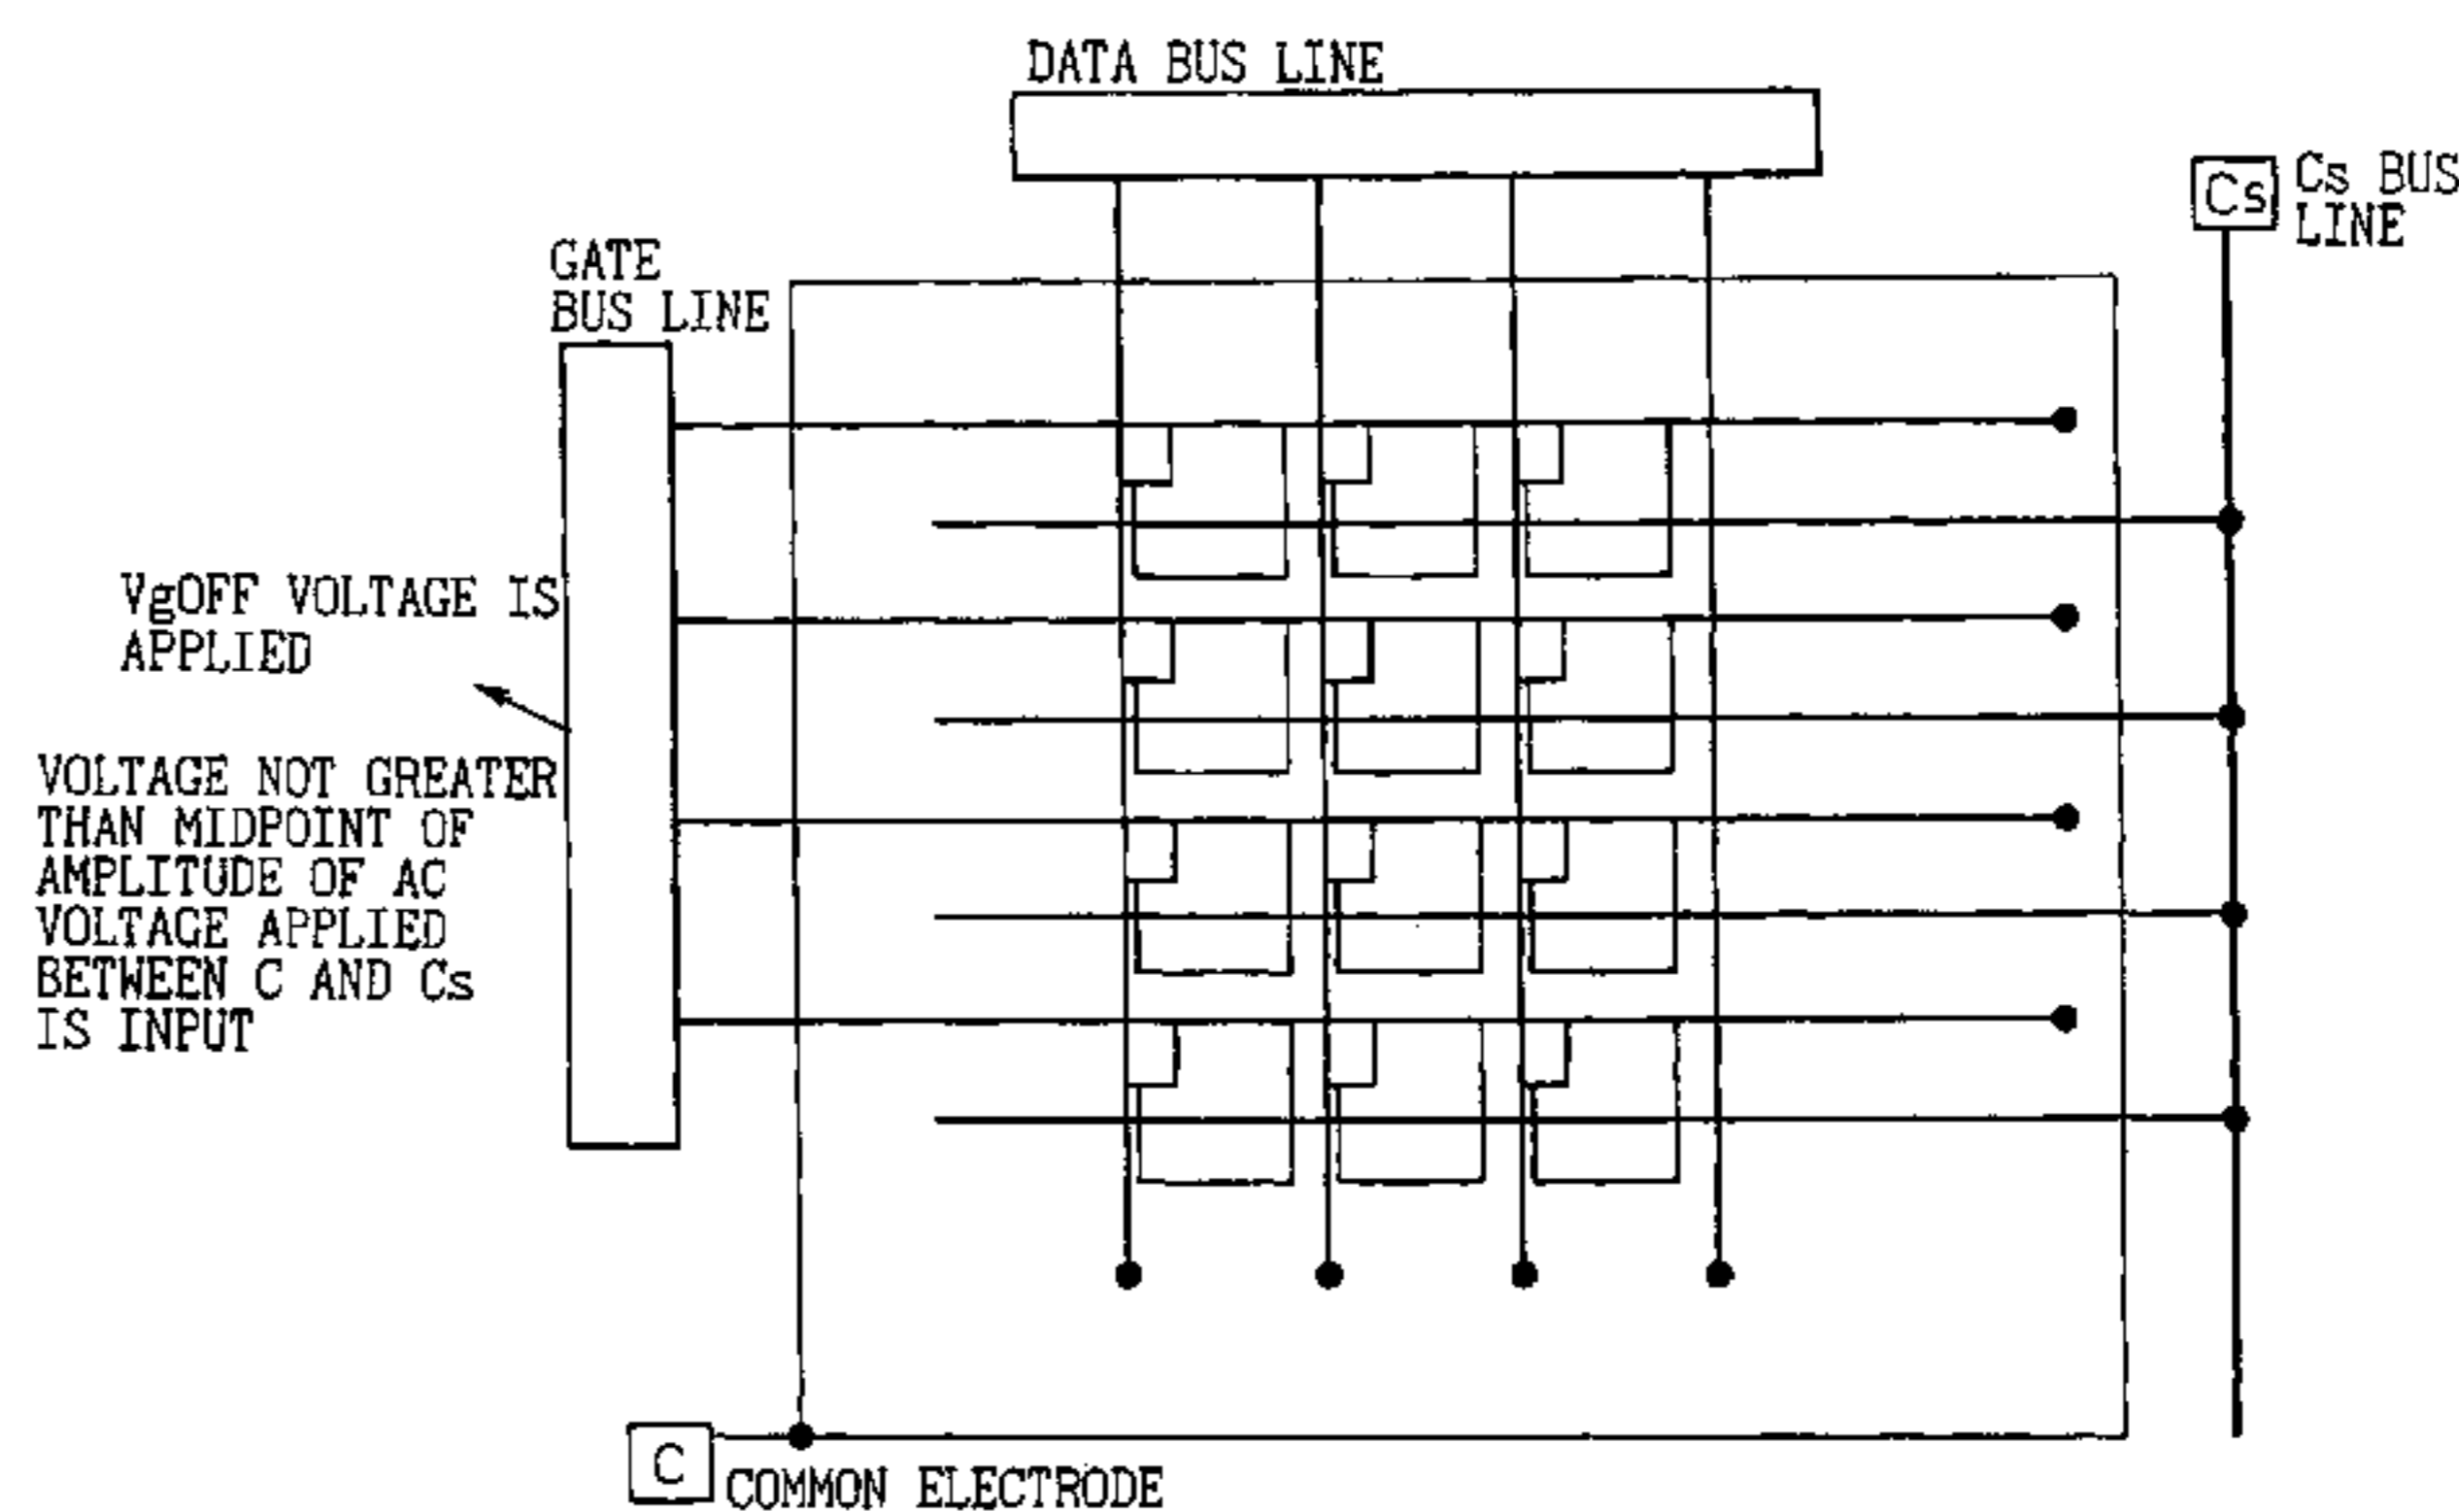 DATA BUS LINE
Cs
Cs BUS
LINE
GATE
BUS LINE
VgOFF VOLTAGE IS
APPLIED
VOLTAGE NOT GREATER
THAN MIDPOINT OF
AMPLITUDE OF AC
VOLTAGE APPLIED
BETWEEN C AND Cs
IS INPUT
C
COMMON ELECTRODE